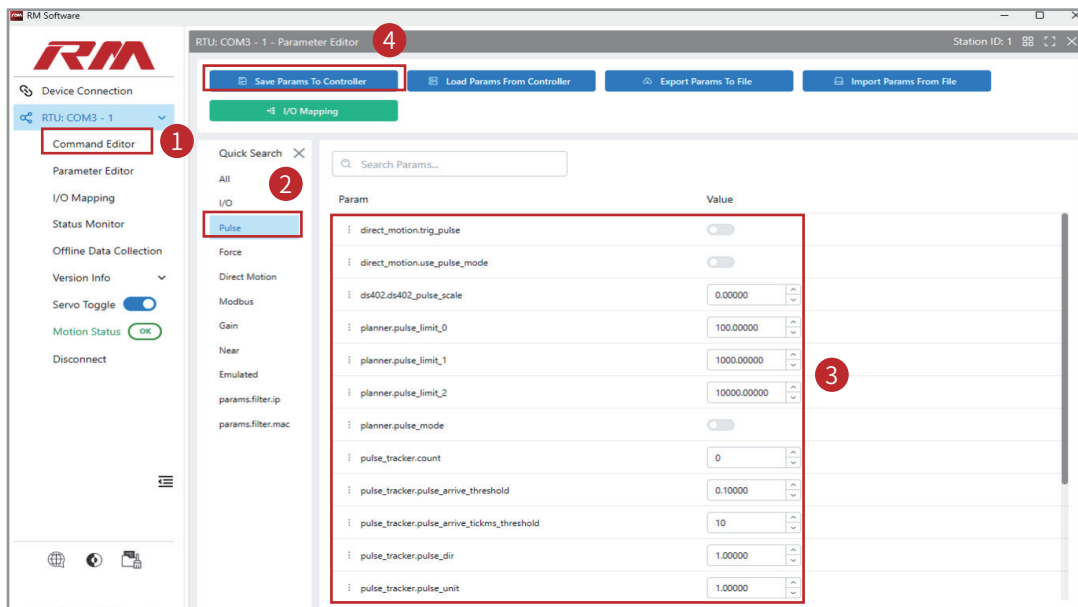 RM Software
RTU: COM3 - 1 - Parameter Editor
4
Station ID: 1
RM
Device Connection
RTU: COM3 - 1
Command Editor
1
Parameter Editor
I/O Mapping
Status Monitor
Offline Data Collection
Version Info
Servo Toggle
Motion Status OK
Disconnect
Save Params To Controller
Load Params From Controller
Export Params To File
Import Params From File
I/O Mapping
Quick Search
All
2
I/O
Pulse
Force
Direct Motion
Modbus
Gain
Near
Emulated
params.filter.ip
params.filter.mac
Search Params...
Param Value
direct_motion.trig_pulse
direct_motion.use_pulse_mode
ds402.ds402_pulse_scale 0.00000
planner.pulse_limit_0 100.00000
planner.pulse_limit_1 1000.00000
3
planner.pulse_limit_2 10000.00000
planner.pulse_mode
pulse_tracker.count 0
pulse_tracker.pulse_arrive_threshold 0.10000
pulse_tracker.pulse_arrive_tickms_threshold 10
pulse_tracker.pulse_dir 1.00000
pulse_tracker.pulse_unit 1.00000